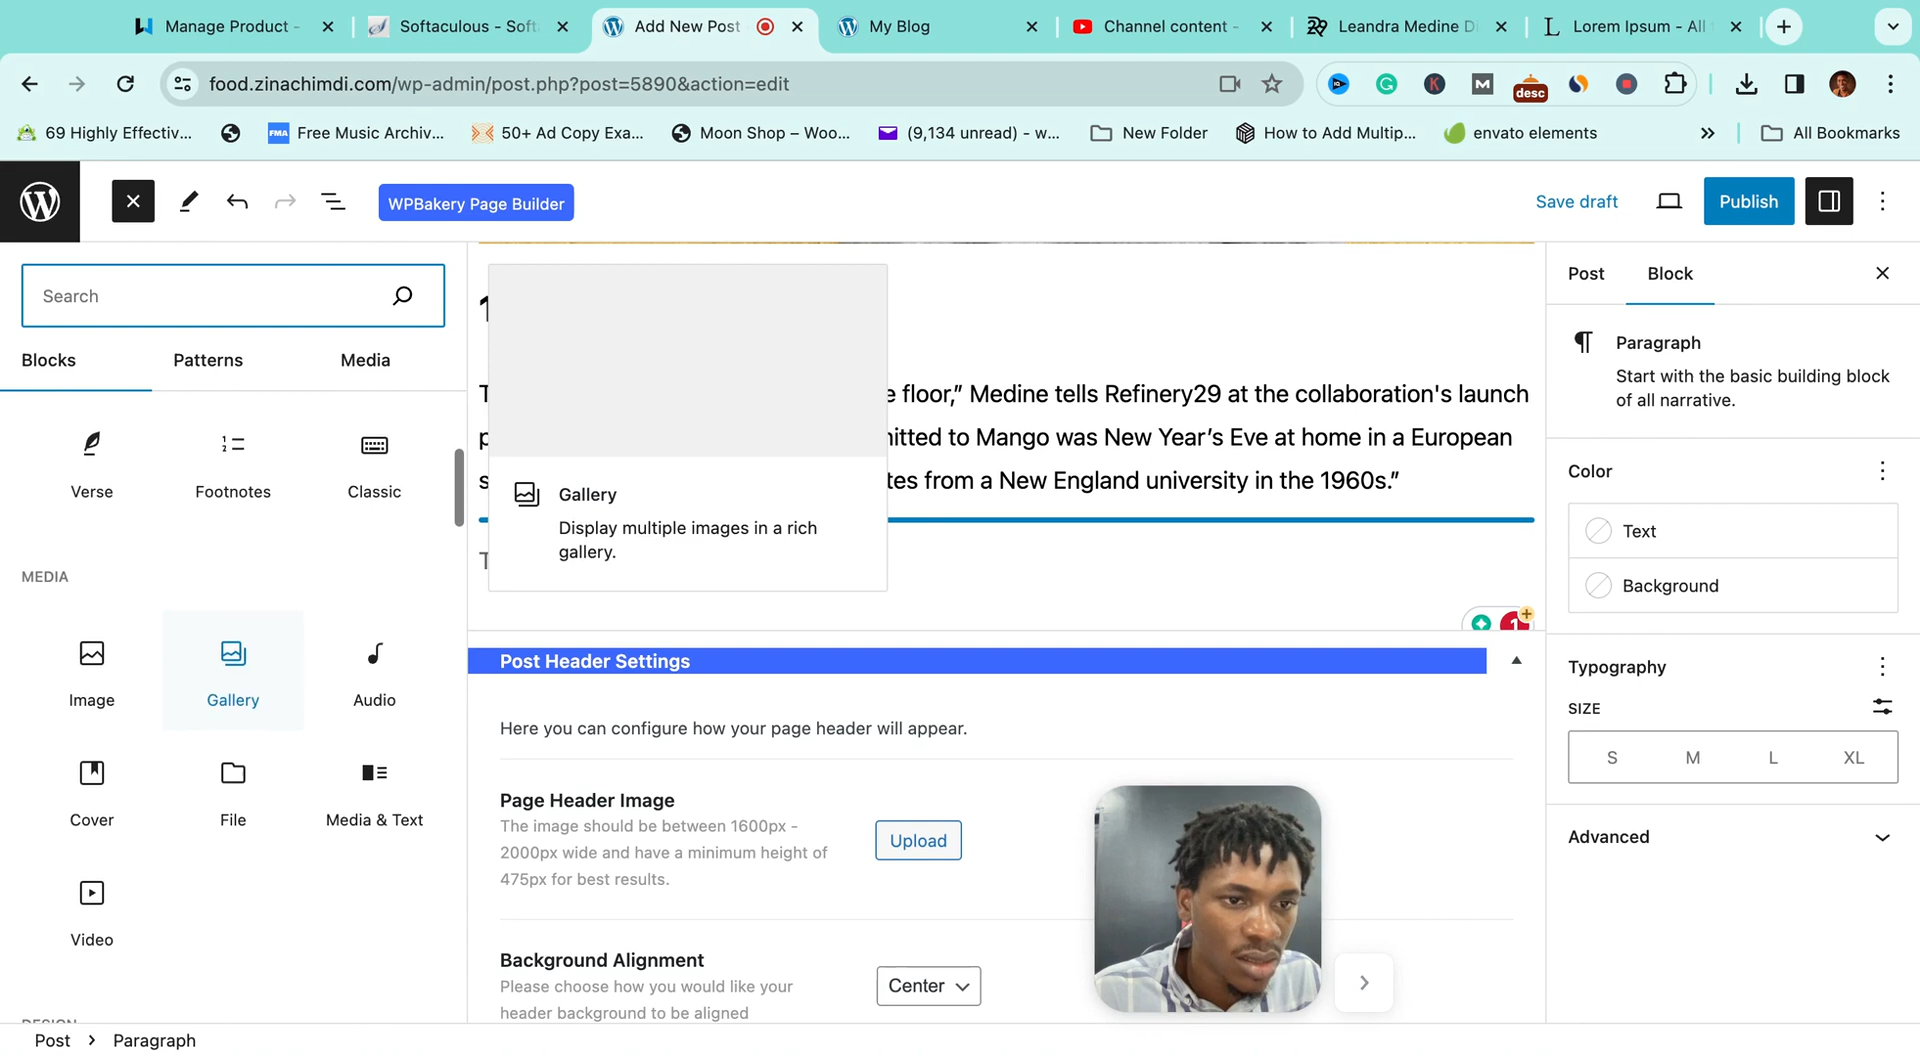 Manage Product -
Softaculous - Soft
Add New Post
My Blog
Channel content -
Leandra Medine Di
Lorem Ipsum - All
food.zinachimdi.com/wp-admin/post.php?post=5890&action=edit
desc
69 Highly Effectiv...
FMA
Free Music Archiv...
50+ Ad Copy Exa...
Moon Shop – Woo...
(9,134 unread) - w...
New Folder
How to Add Multip...
envato elements
All Bookmarks
WPBakery Page Builder
Save draft
Publish
Search
Blocks
Patterns
Media
Verse
Footnotes
Classic
MEDIA
Image
Gallery
Audio
Cover
File
Media & Text
Video
e floor,” Medine tells Refinery29 at the collaboration's launch
nitted to Mango was New Year’s Eve at home in a European
tes from a New England university in the 1960s.”
Gallery
Display multiple images in a rich
gallery.
Post Header Settings
Here you can configure how your page header will appear.
Page Header Image
The image should be between 1600px -
2000px wide and have a minimum height of
475px for best results.
Upload
Background Alignment
Please choose how you would like your
header background to be aligned
Center
Post
Block
Paragraph
Start with the basic building block
of all narrative.
Color
Text
Background
Typography
SIZE
S M L XL
Advanced
Post > Paragraph